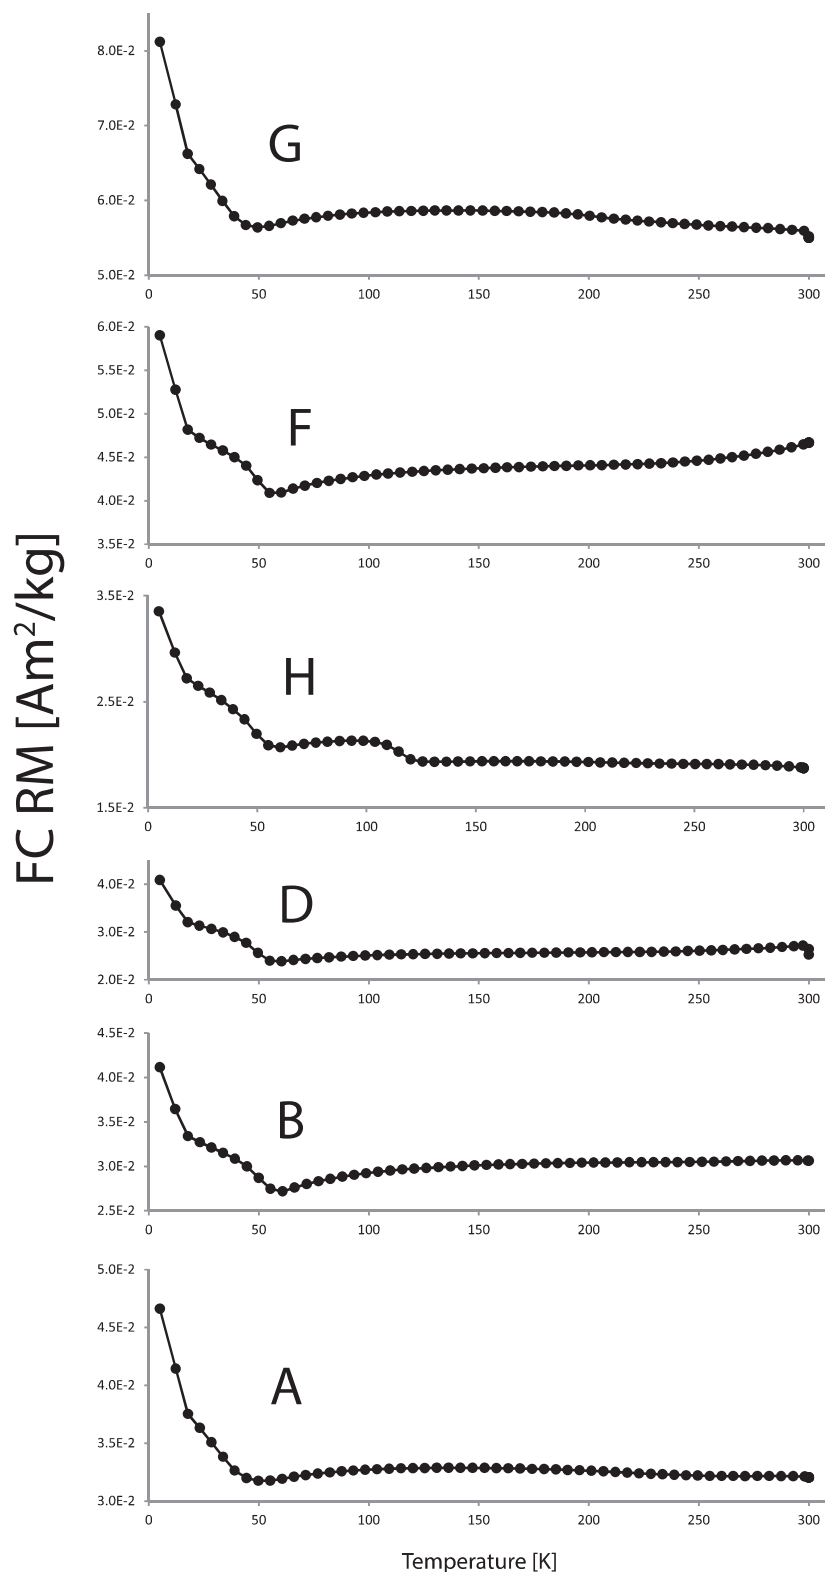 FC RM [Am²/kg]
8.0E-2
7.0E-2
G
6.0E-2
5.0E-2
0 50 100 150 200 250 300
6.0E-2
5.5E-2
5.0E-2
F
4.5E-2
4.0E-2
3.5E-2
0 50 100 150 200 250 300
3.5E-2
H
2.5E-2
1.5E-2
0 50 100 150 200 250 300
4.0E-2
D
3.0E-2
2.0E-2
0 50 100 150 200 250 300
4.5E-2
4.0E-2
3.5E-2
B
3.0E-2
2.5E-2
0 50 100 150 200 250 300
5.0E-2
4.5E-2
4.0E-2
A
3.5E-2
3.0E-2
0 50 100 150 200 250 300
Temperature [K]